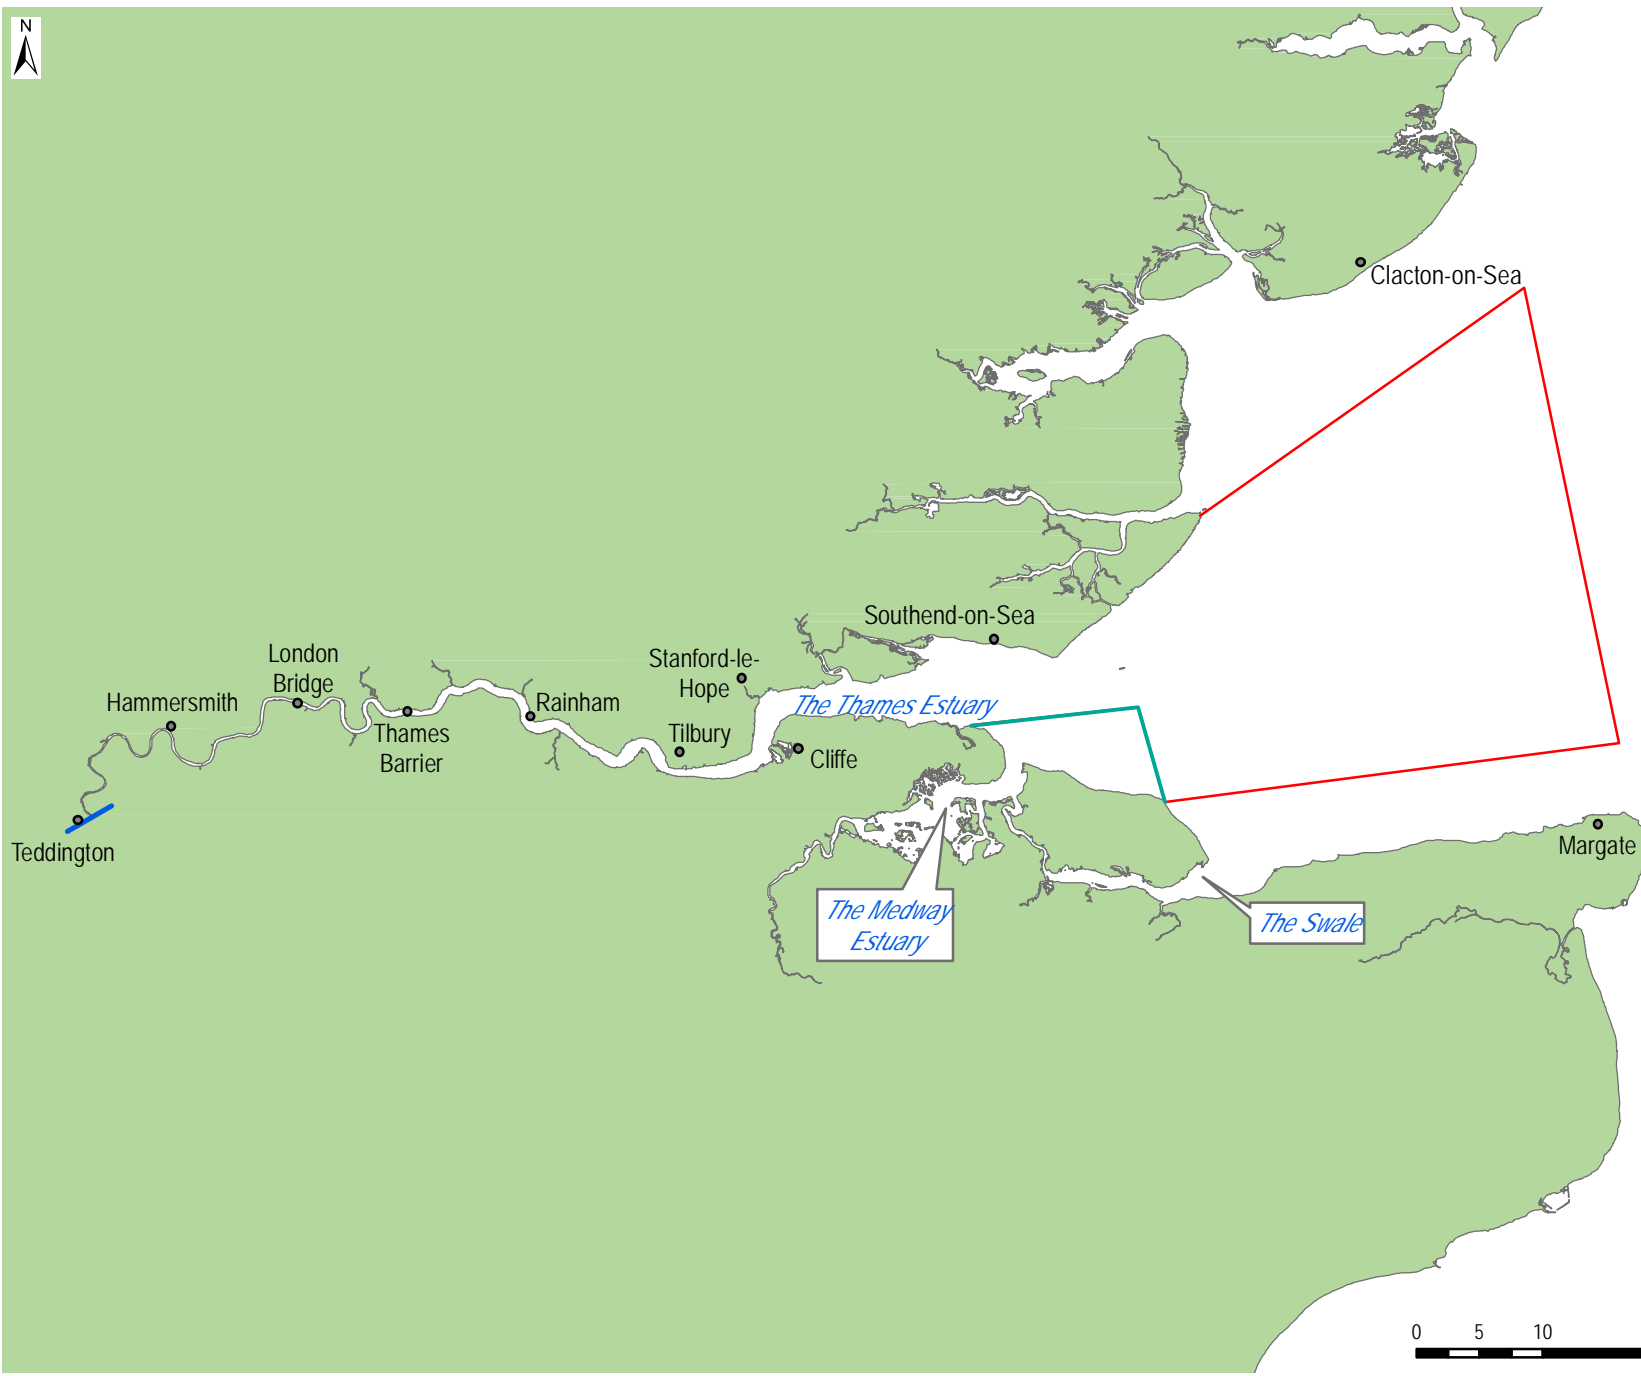 N
Clacton-on-Sea
Southend-on-Sea
London
Bridge
Stanford-le-
Hope
Hammersmith
Rainham
The Thames Estuary
Thames
Barrier
Tilbury
Cliffe
Teddington
Margate
The Medway
Estuary
The Swale
0 5 10